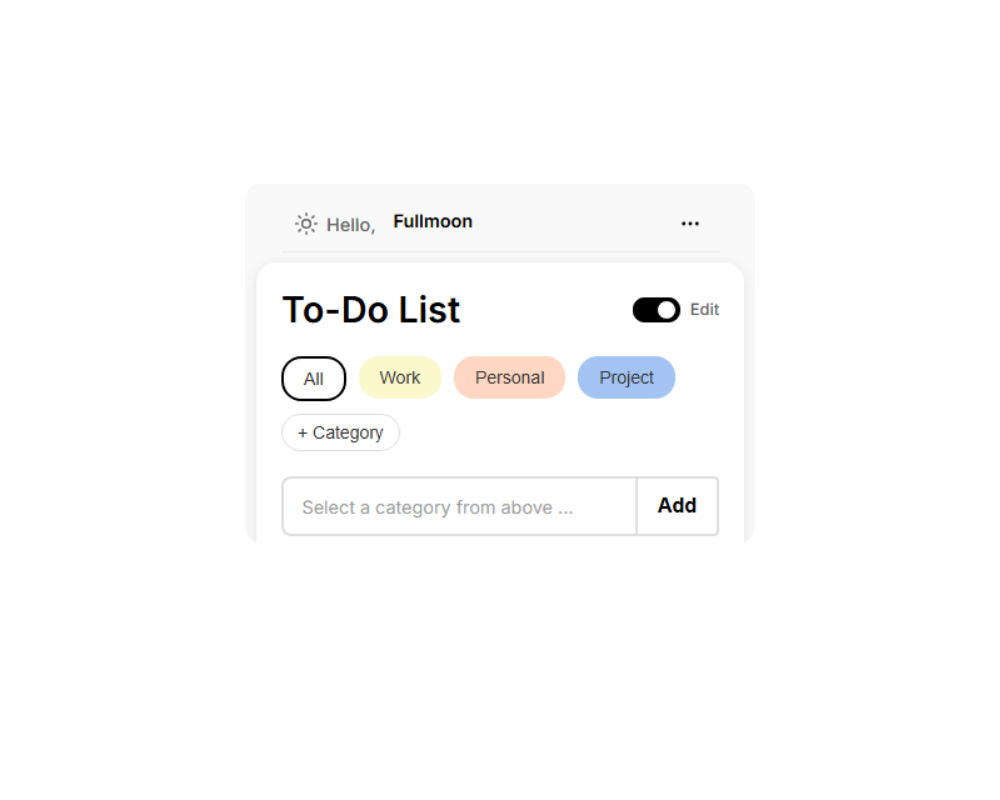 Hello, Fullmoon ...
To-Do List Edit
All Work Personal Project
+ Category
Select a category from above ... Add